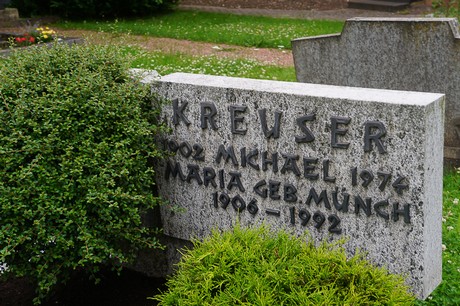 KREUSER
1902 MICHAEL 1974
MARIA GEB. MÜNCH
1906 - 1992